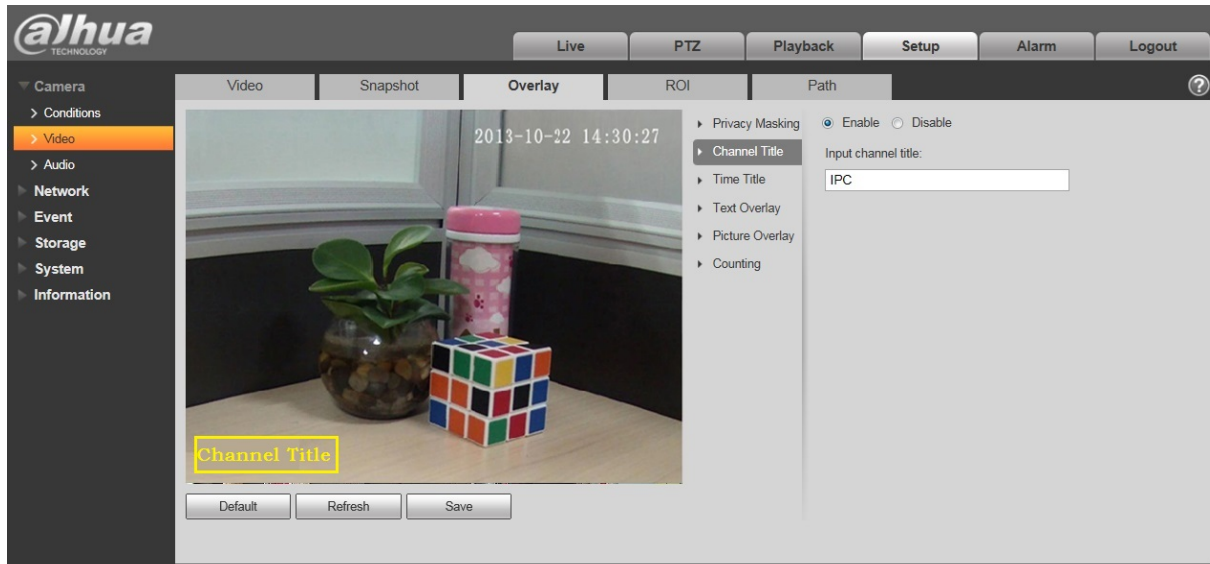 alhua
TECHNOLOGY
Live PTZ Playback Setup Alarm Logout
Camera
Conditions
Video
Audio
Network
Event
Storage
System
Information
Video Snapshot Overlay ROI Path
?
2013-10-22 14:30:27
Channel Title
Default Refresh Save
Privacy Masking
Channel Title
Time Title
Text Overlay
Picture Overlay
Counting
Enable Disable
Input channel title:
IPC